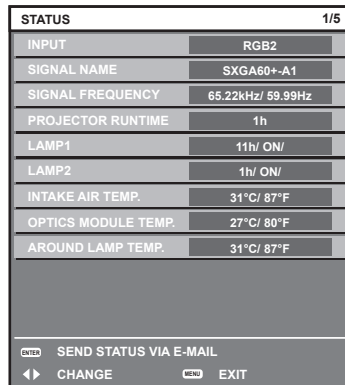 STATUS 1/5
INPUT RGB2
SIGNAL NAME SXGA60+-A1
SIGNAL FREQUENCY 65.22kHz/ 59.99Hz
PROJECTOR RUNTIME 1h
LAMP1 11h/ ON/
LAMP2 1h/ ON/
INTAKE AIR TEMP. 31°C/ 87°F
OPTICS MODULE TEMP. 27°C/ 80°F
AROUND LAMP TEMP. 31°C/ 87°F
ENTER SEND STATUS VIA E-MAIL
CHANGE MENU EXIT